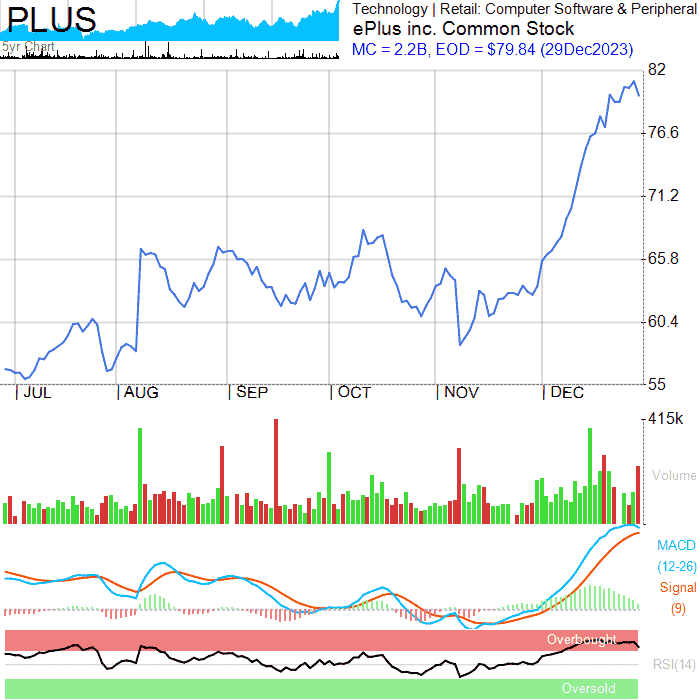 PLUS
5yr Chart
Technology | Retail: Computer Software & Peripheral
ePlus inc. Common Stock
MC = 2.2B, EOD = $79.84 (29Dec2023)
82
76.6
71.2
65.8
60.4
55
JUL AUG SEP OCT NOV DEC
415k
Volume
MACD
(12-26)
Signal
(9)
Overbought
RSI(14)
Oversold